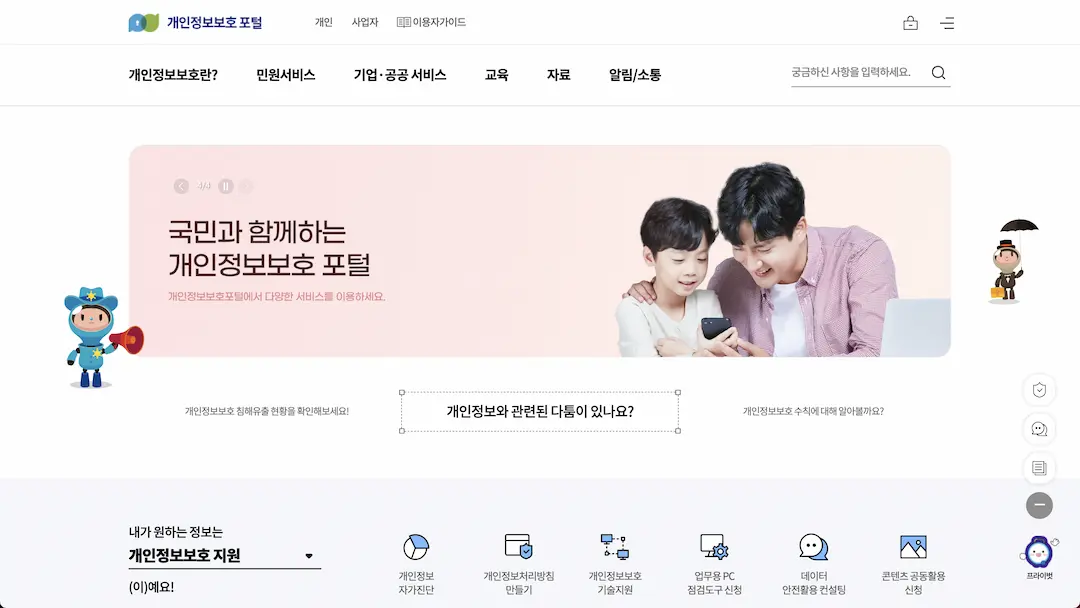 개인정보보호 포털
개인 사업자 이용자가이드
개인정보보호란? 민원서비스 기업·공공 서비스 교육 자료 알림/소통
궁금하신 사항을 입력하세요.
4/4
국민과 함께하는
개인정보보호 포털
개인정보보호포털에서 다양한 서비스를 이용하세요.
개인정보보호 침해유출 현황을 확인해보세요!
개인정보와 관련된 다툼이 있나요?
개인정보보호 수칙에 대해 알아볼까요?
내가 원하는 정보는
개인정보보호 지원
(이)예요!
개인정보
자가진단
개인정보처리방침
만들기
개인정보보호
기술지원
업무용 PC
점검도구 신청
데이터
안전활용 컨설팅
콘텐츠 공동활용
신청
프라이벗